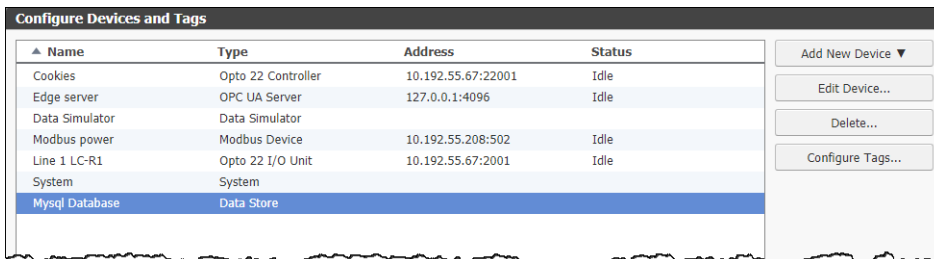 Configure Devices and Tags
▲ Name Type Address Status
Cookies Opto 22 Controller 10.192.55.67:22001 Idle
Edge server OPC UA Server 127.0.0.1:4096 Idle
Data Simulator Data Simulator
Modbus power Modbus Device 10.192.55.208:502 Idle
Line 1 LC-R1 Opto 22 I/O Unit 10.192.55.67:2001 Idle
System System
Mysql Database Data Store
Add New Device ▼
Edit Device...
Delete...
Configure Tags...